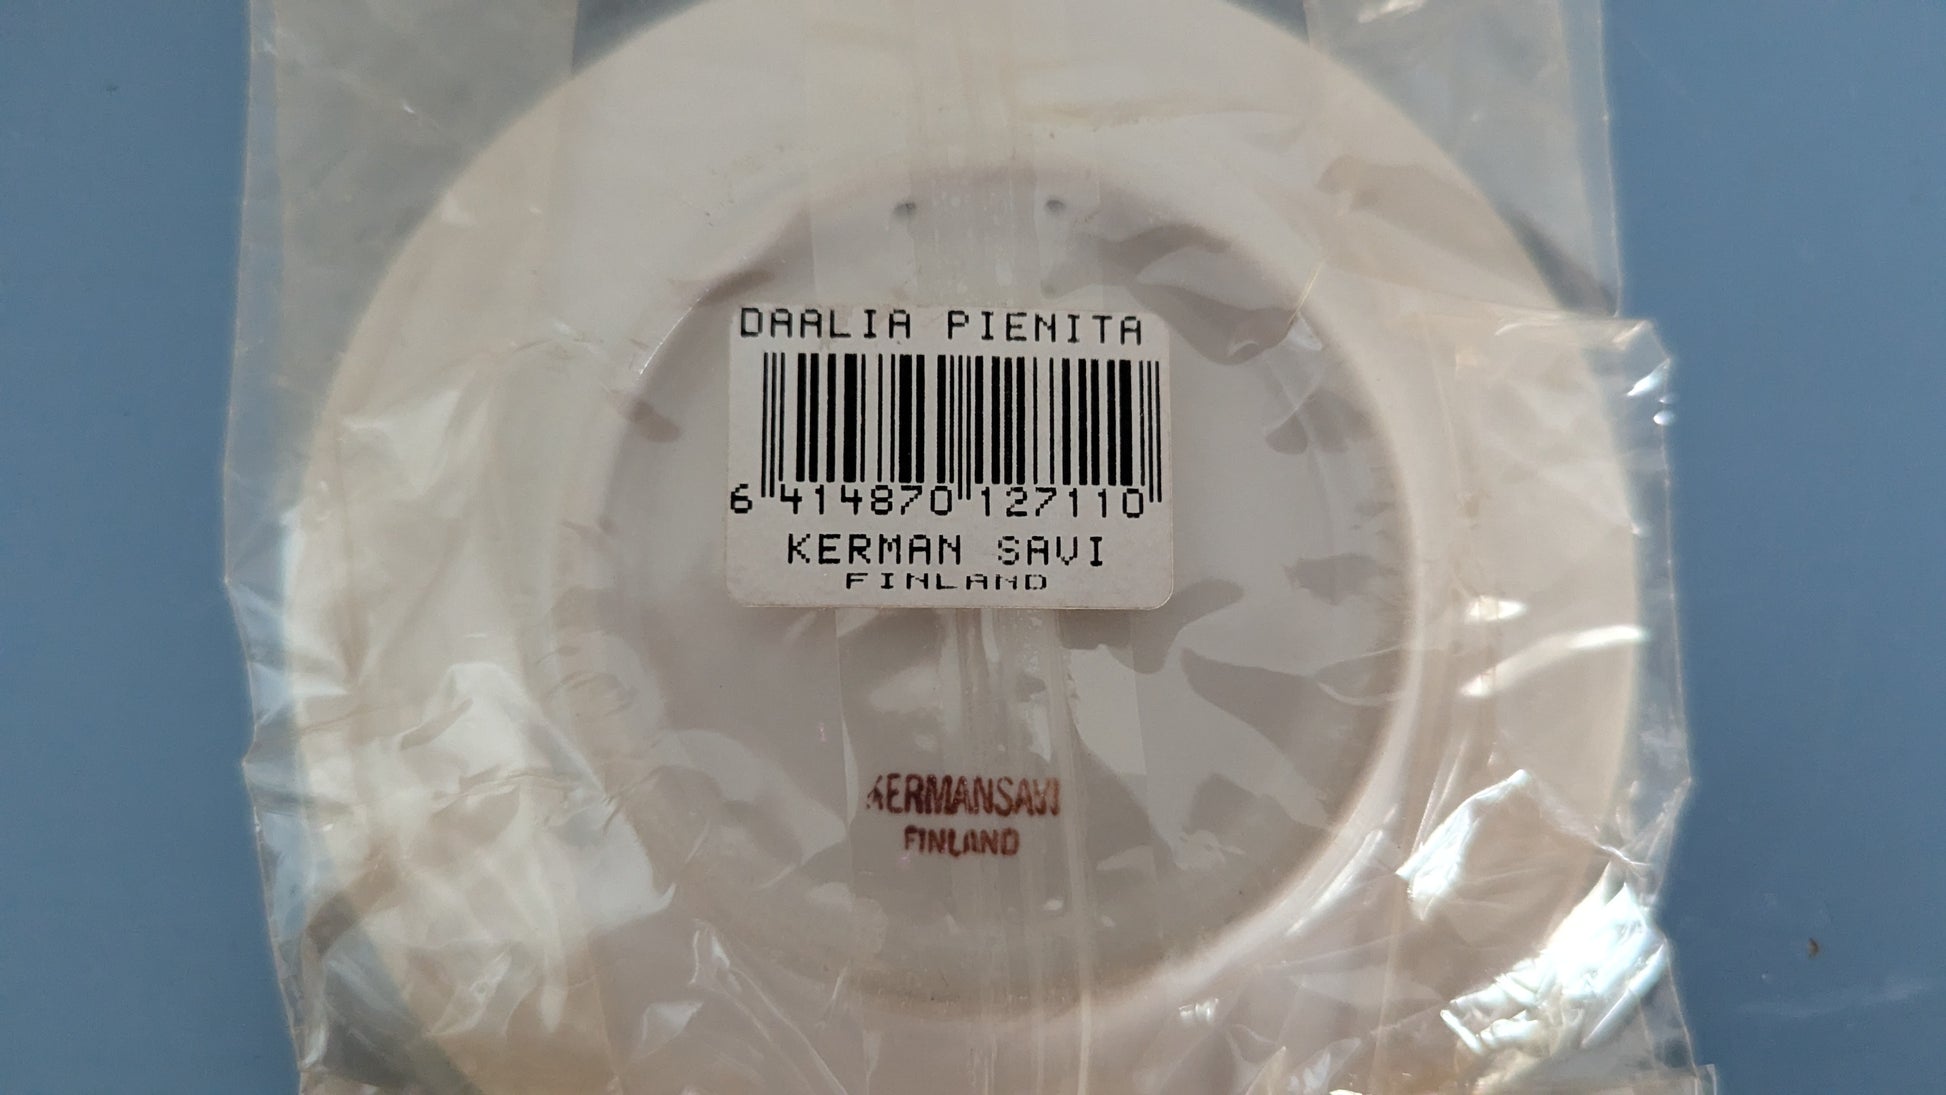 DAALIA PIENITA
6 414870 127110
KERMAN SAVI
FINLAND
KERMANSAVI
FINLAND